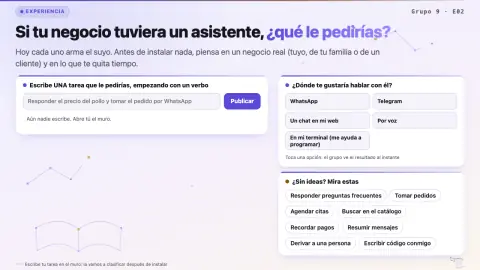 EXPERIENCIA
Grupo 9 · E02
Si tu negocio tuviera un asistente, ¿qué le pedirías?
Hoy cada uno arma el suyo. Antes de instalar nada, piensa en un negocio real (tuyo, de tu familia o de un
cliente) y en lo que te quita tiempo.
Escribe UNA tarea que le pedirías, empezando con un verbo
Responder el precio del pollo y tomar el pedido por WhatsApp
Publicar
Aún nadie escribe. Abre tú el muro.
¿Dónde te gustaría hablar con él?
WhatsApp
Telegram
Un chat en mi web
Por voz
En mi terminal (me ayuda a
programar)
Toca una opción, el grupo ve el resultado al instante
¿Sin ideas? Mira estas
Responder preguntas frecuentes
Tomar pedidos
Agendar citas
Buscar en el catálogo
Recordar pagos
Resumir mensajes
Derivar a una persona
Escribir código conmigo
Escribe tu tarea en el muro: la vamos a clasificar después de instalar